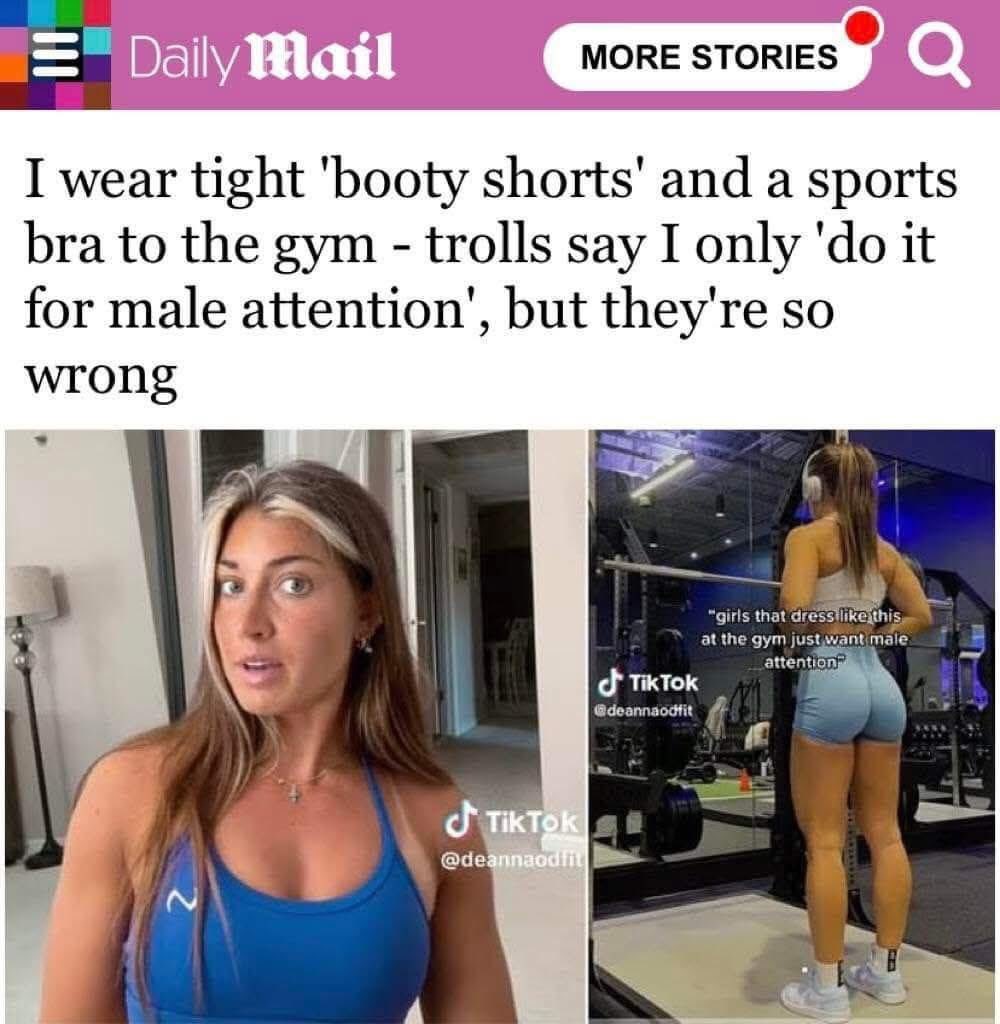 Daily Mail
MORE STORIES
I wear tight 'booty shorts' and a sports
bra to the gym - trolls say I only 'do it
for male attention', but they're so
wrong
TikTok
@deannaodfit
"girls that dress like this
at the gym just want male
attention"
TikTok
@deannaodfit